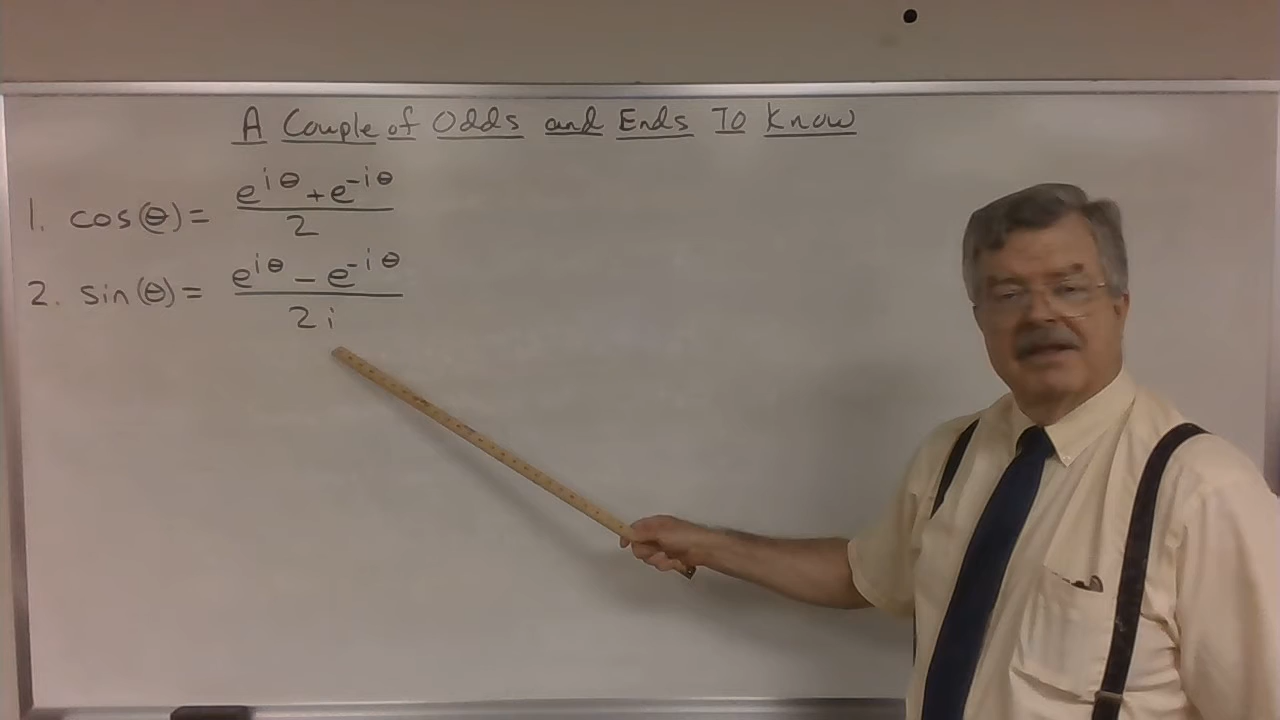 A Couple of Odds and Ends To Know
1. cos(θ) = (e^{iθ} + e^{-iθ})/2
2. sin(θ) = (e^{iθ} - e^{-iθ})/2i